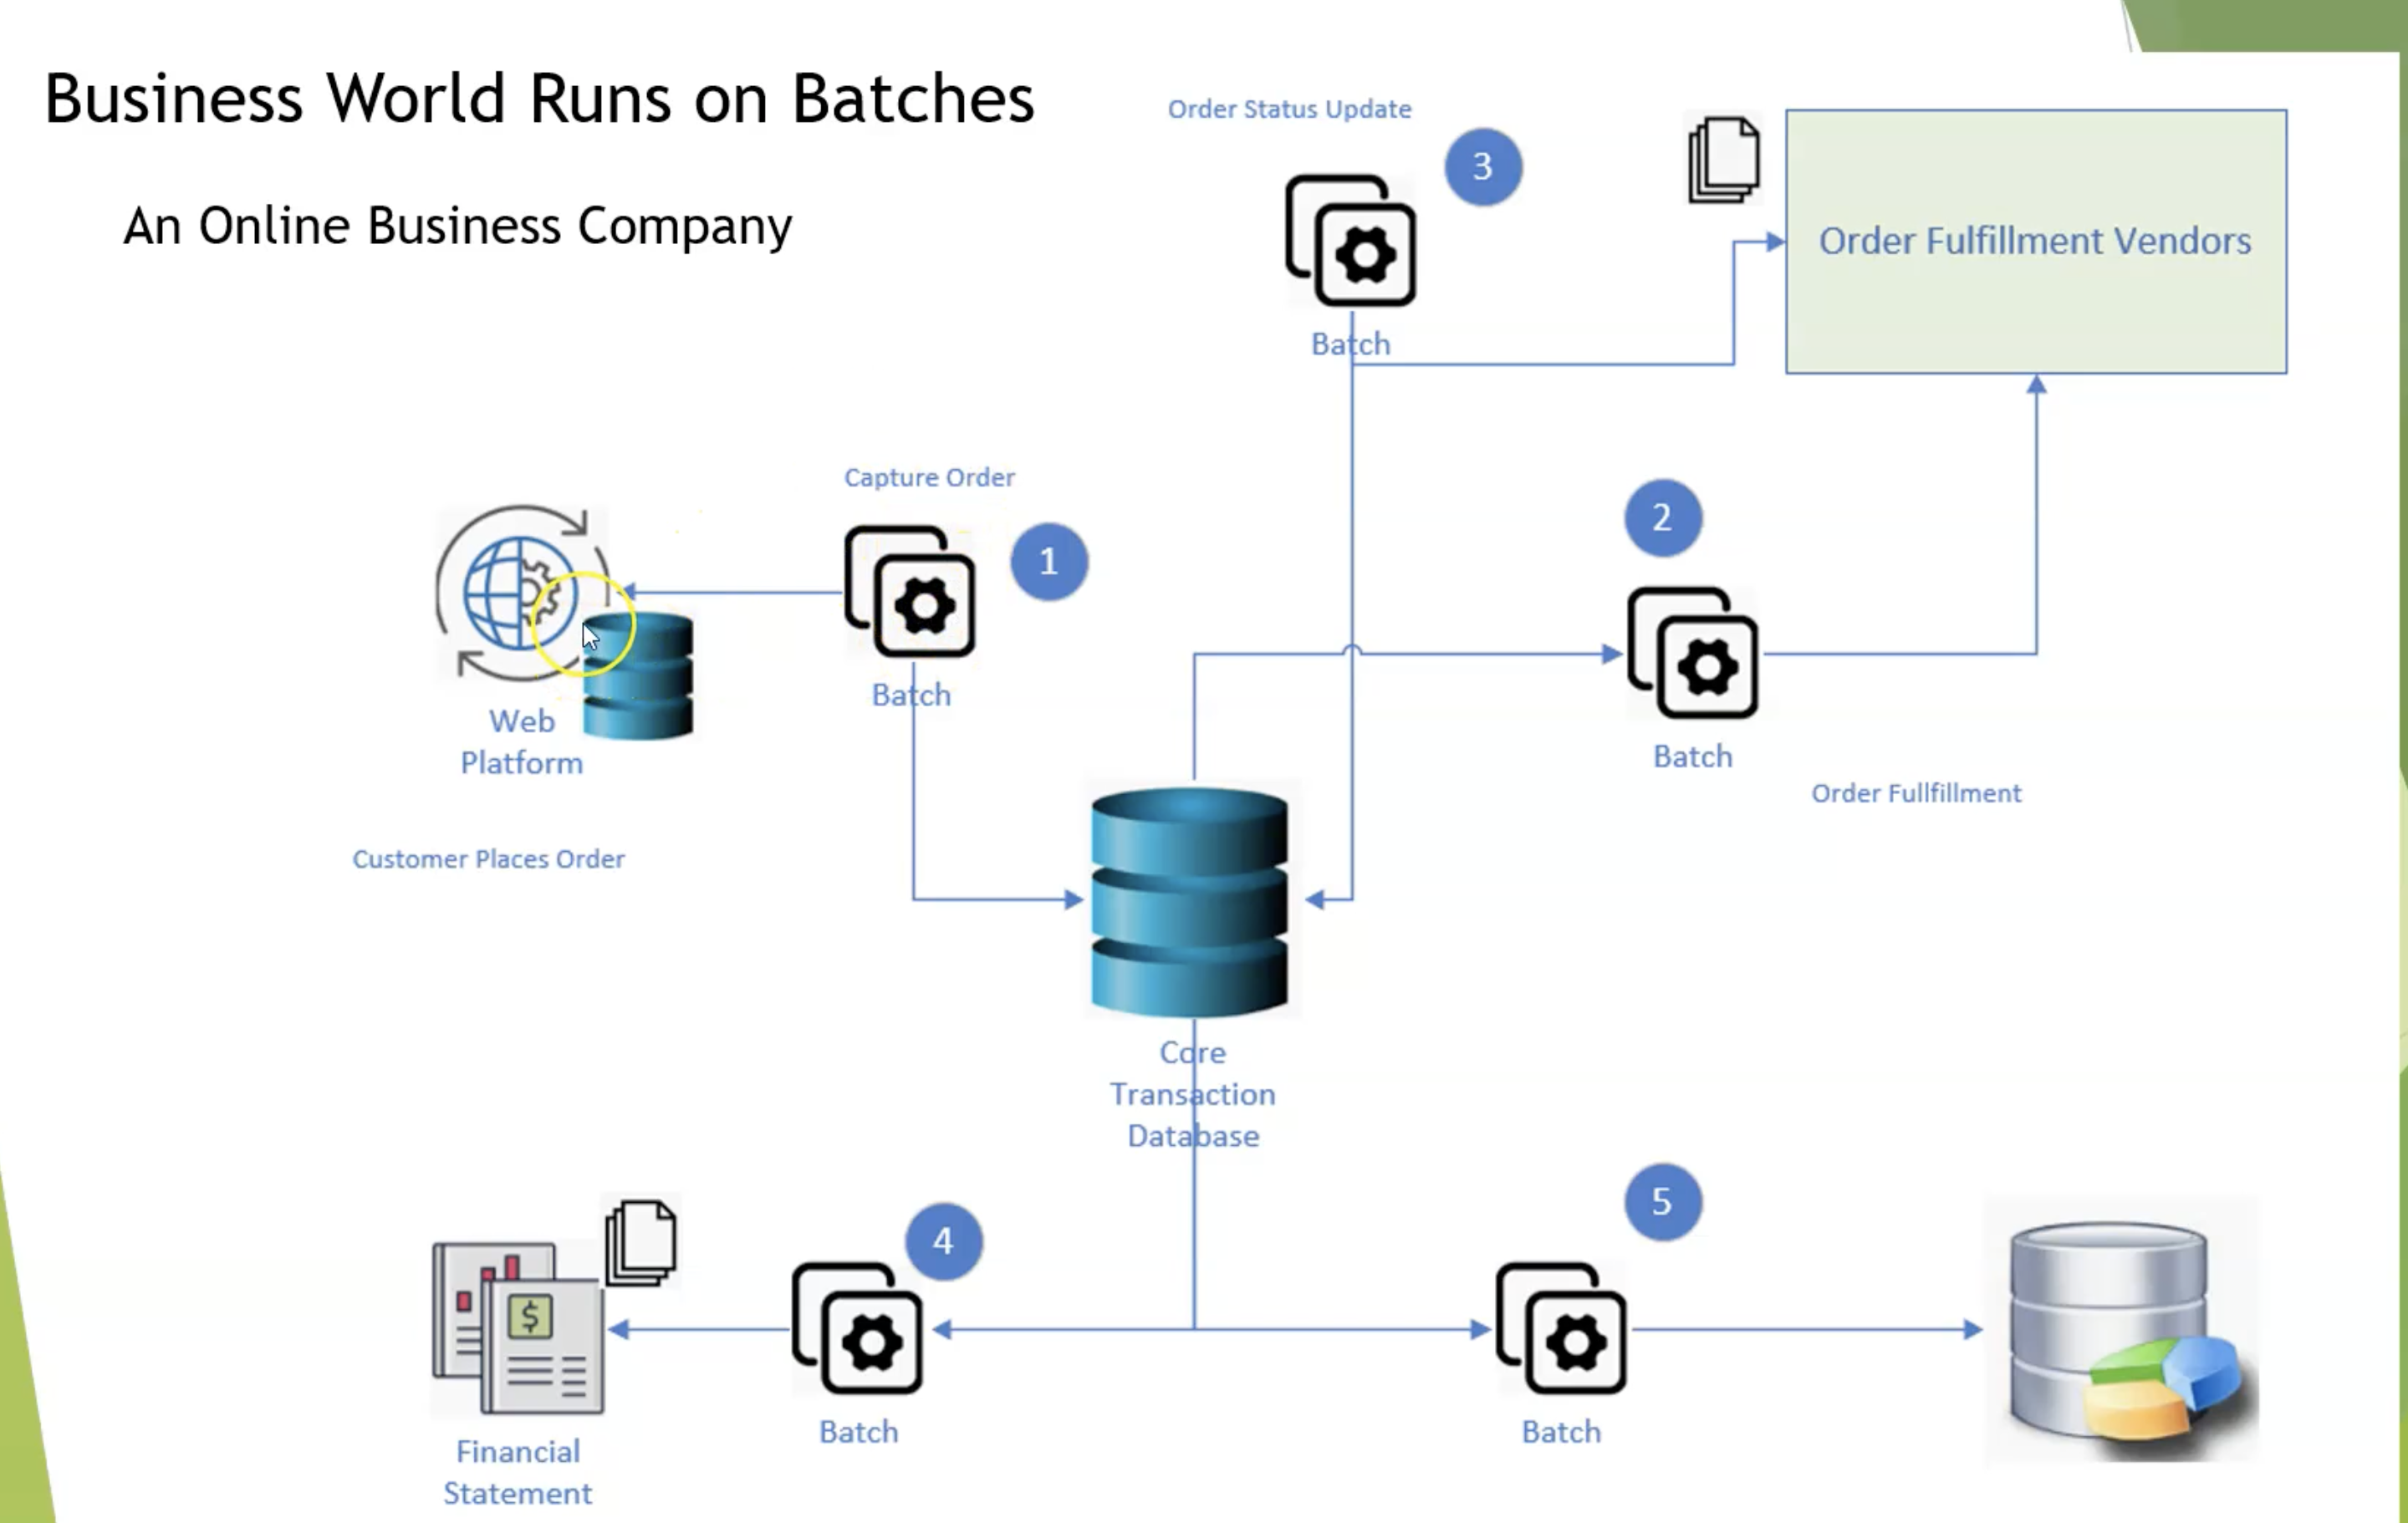 Business World Runs on Batches
An Online Business Company
Order Status Update
3
Batch
Order Fulfillment Vendors
Capture Order
1
Batch
2
Batch
Order Fullfillment
Web
Platform
Customer Places Order
Core
Transaction
Database
4
Batch
5
Batch
$
Financial
Statement